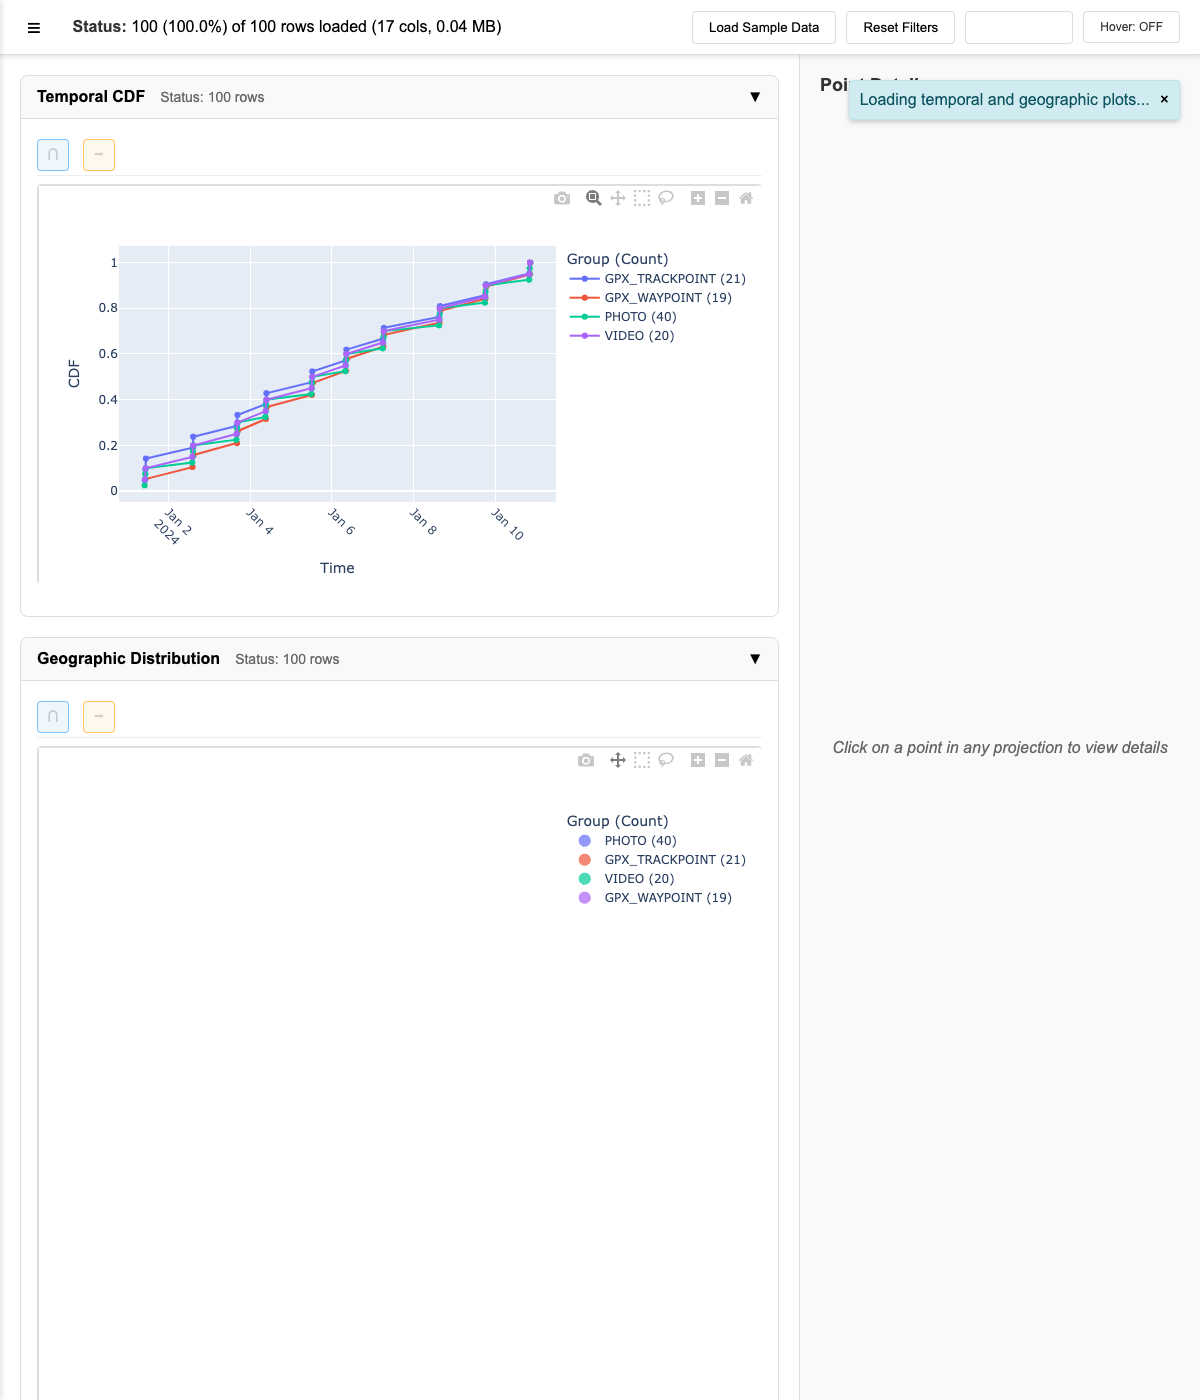 ☰ Status: 100 (100.0%) of 100 rows loaded (17 cols, 0.04 MB) Load Sample Data Reset Filters Hover: OFF
Temporal CDF Status: 100 rows ▼
Point
Loading temporal and geographic plots... ×
∩ −
Group (Count)
GPX_TRACKPOINT (21)
GPX_WAYPOINT (19)
PHOTO (40)
VIDEO (20)
CDF
1
0.8
0.6
0.4
0.2
0
Jan 2
2024
Jan 4
Jan 6
Jan 8
Jan 10
Time
Geographic Distribution Status: 100 rows ▼
∩ −
Click on a point in any projection to view details
Group (Count)
PHOTO (40)
GPX_TRACKPOINT (21)
VIDEO (20)
GPX_WAYPOINT (19)